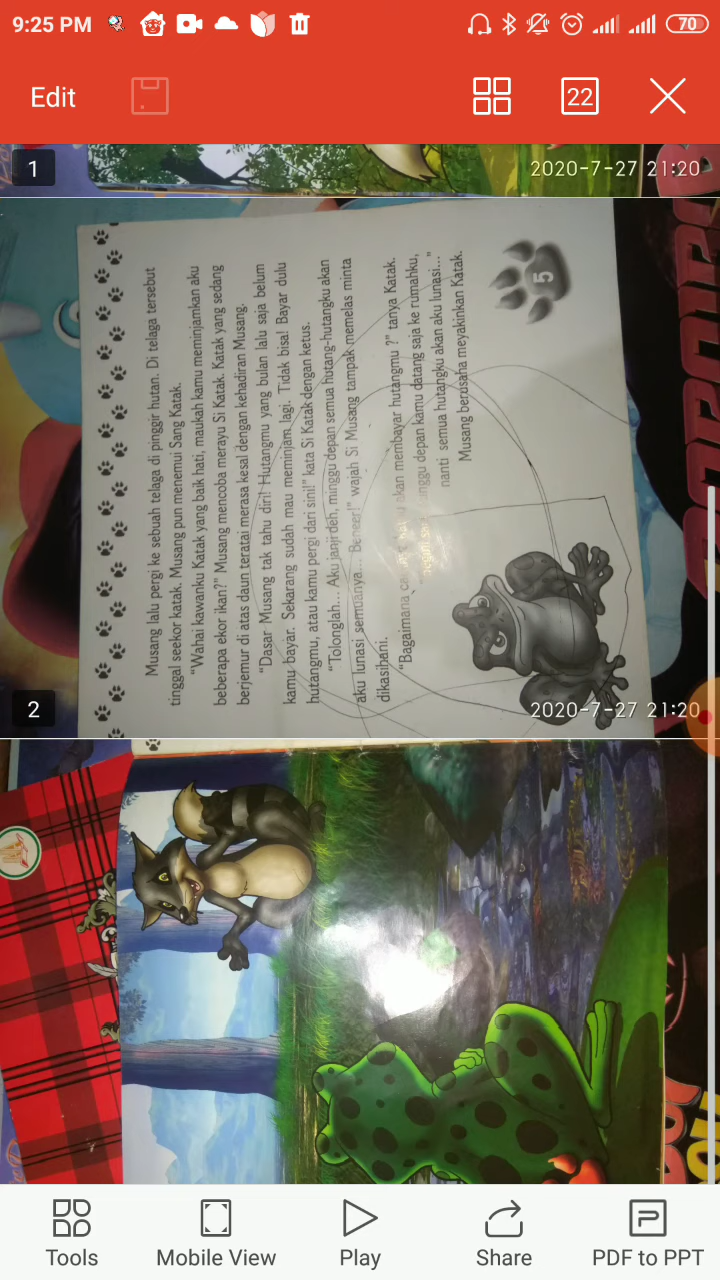 9:25 PM
70
Edit
22
1
2020-7-27 21:20
Musang lalu pergi ke sebuah telaga di pinggir hutan. Di telaga tersebut
tinggal seekor katak. Musang pun menemui Sang Katak.
"Wahai kawanku Katak yang baik hati, maukah kamu meminjamkan aku
beberapa ekor ikan?" Musang mencoba merayu Si Katak. Katak yang sedang
berjemur di atas daun teratai merasa kesal dengan kehadiran Musang.
"Dasar Musang tak tahu diri! Hutangmu yang bulan lalu saja belum
kamu bayar. Sekarang sudah mau meminjam lagi. Tidak bisa! Bayar dulu
hutangmu, atau kamu pergi dari sini!" kata Si Katak dengan ketus.
"Tolonglah... Aku janji deh, minggu depan semua hutang-hutangku akan
aku lunasi semuanya... Beneer!" wajah Si Musang tampak memelas minta
dikasihani.
"Bagaimana akan membayar hutangmu ?" tanya Katak.
depan kamu datang saja ke rumahku,
nanti semua hutangku akan aku lunasi..."
Musang berusaha meyakinkan Katak.
5
2
2020-7-27 21:20
Tools
Mobile View
Play
Share
PDF to PPT